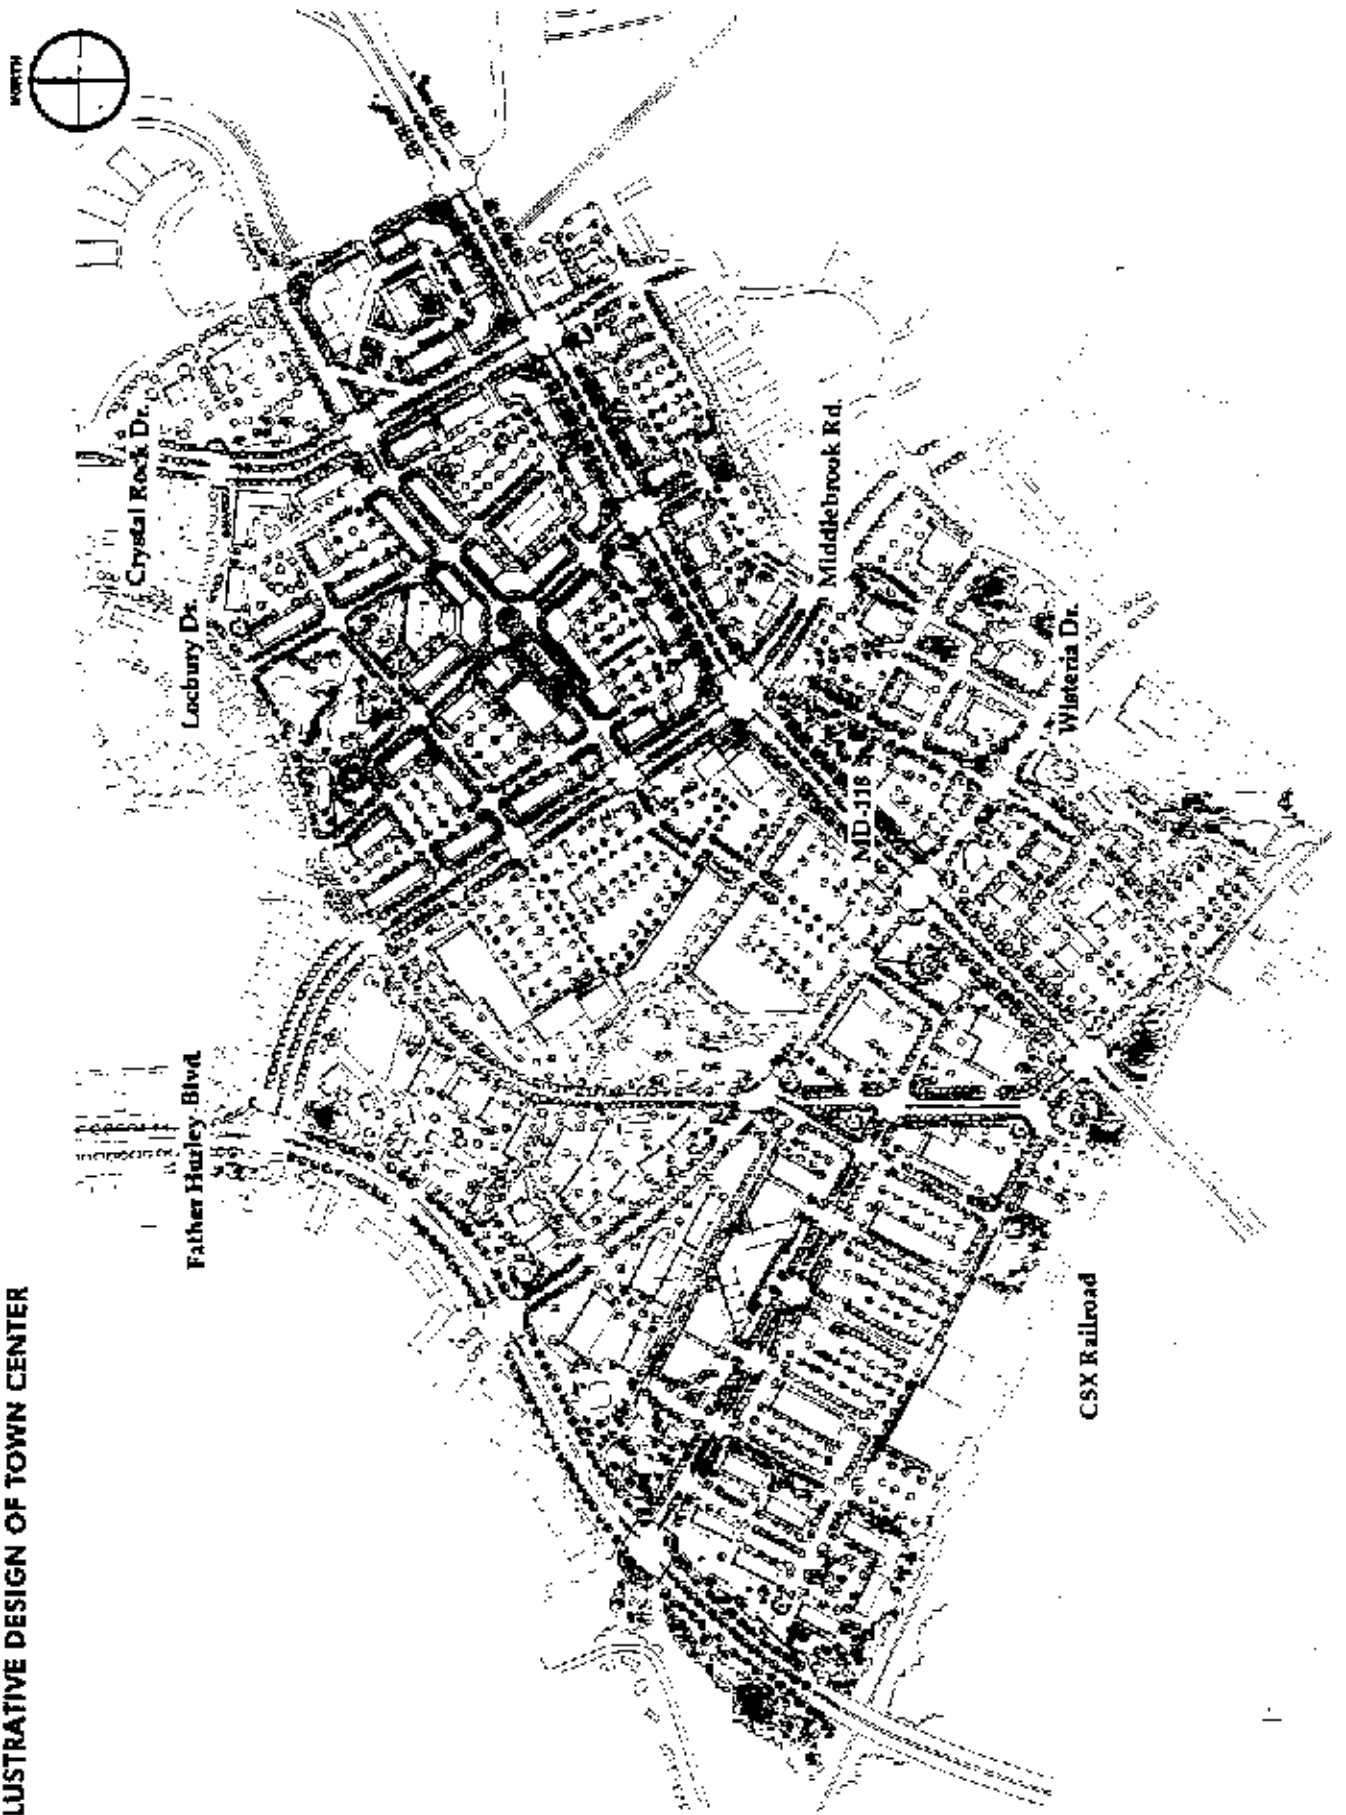 NORTH
LUSTRATIVE DESIGN OF TOWN CENTER
Father Hurley Blvd.
Locbury Dr.
Crystal Rock Dr.
MD-118
Middlebrook Rd.
Wisteria Dr.
CSX Railroad